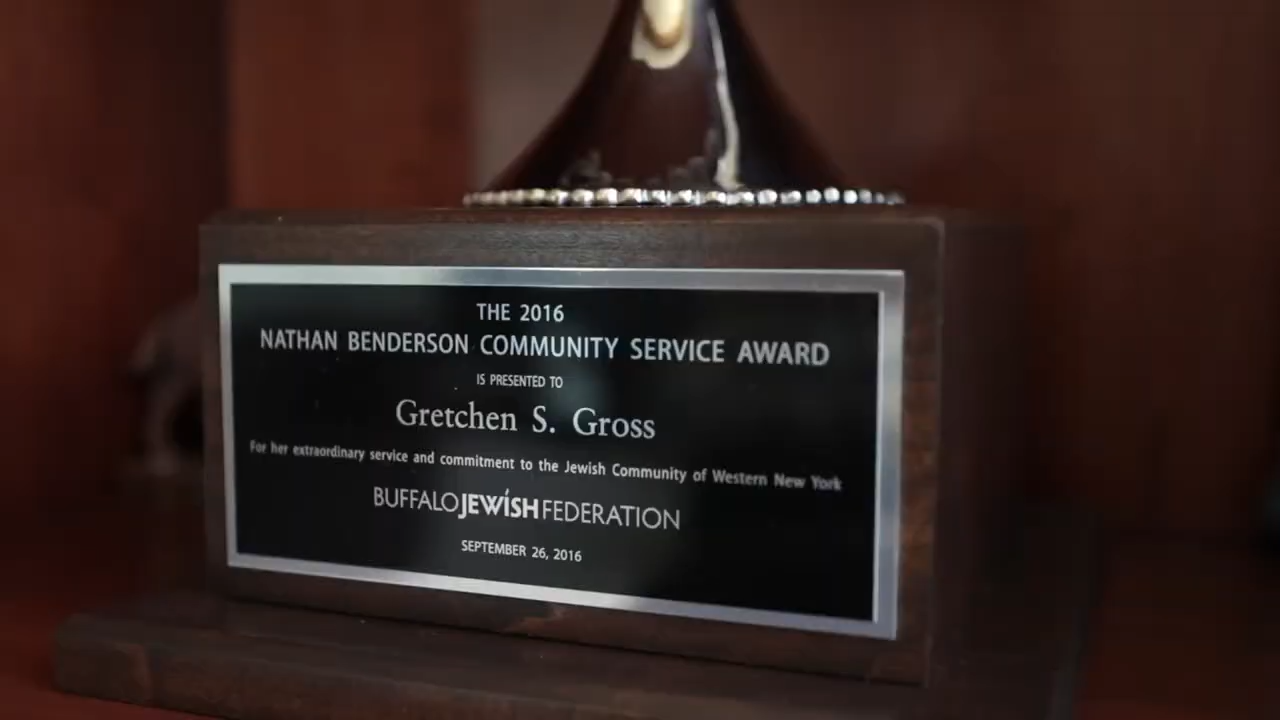 THE 2016
NATHAN BENDERSON COMMUNITY SERVICE AWARD
IS PRESENTED TO
Gretchen S. Gross
For her extraordinary service and commitment to the Jewish Community of Western New York
BUFFALOJEWISHFEDERATION
SEPTEMBER 26, 2016